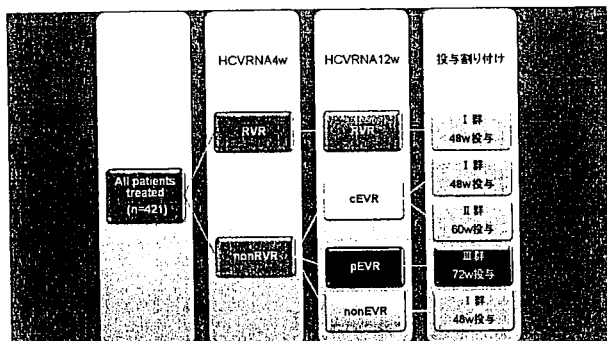 HCVRNA4w
HCVRNA12w
投与割り付け
All patients
treated
(n=421)
RVR
RVR
I 群
48w投与
nonRVR
cEVR
I 群
48w投与
II 群
60w投与
pEVR
III 群
72w投与
nonEVR
I 群
48w投与